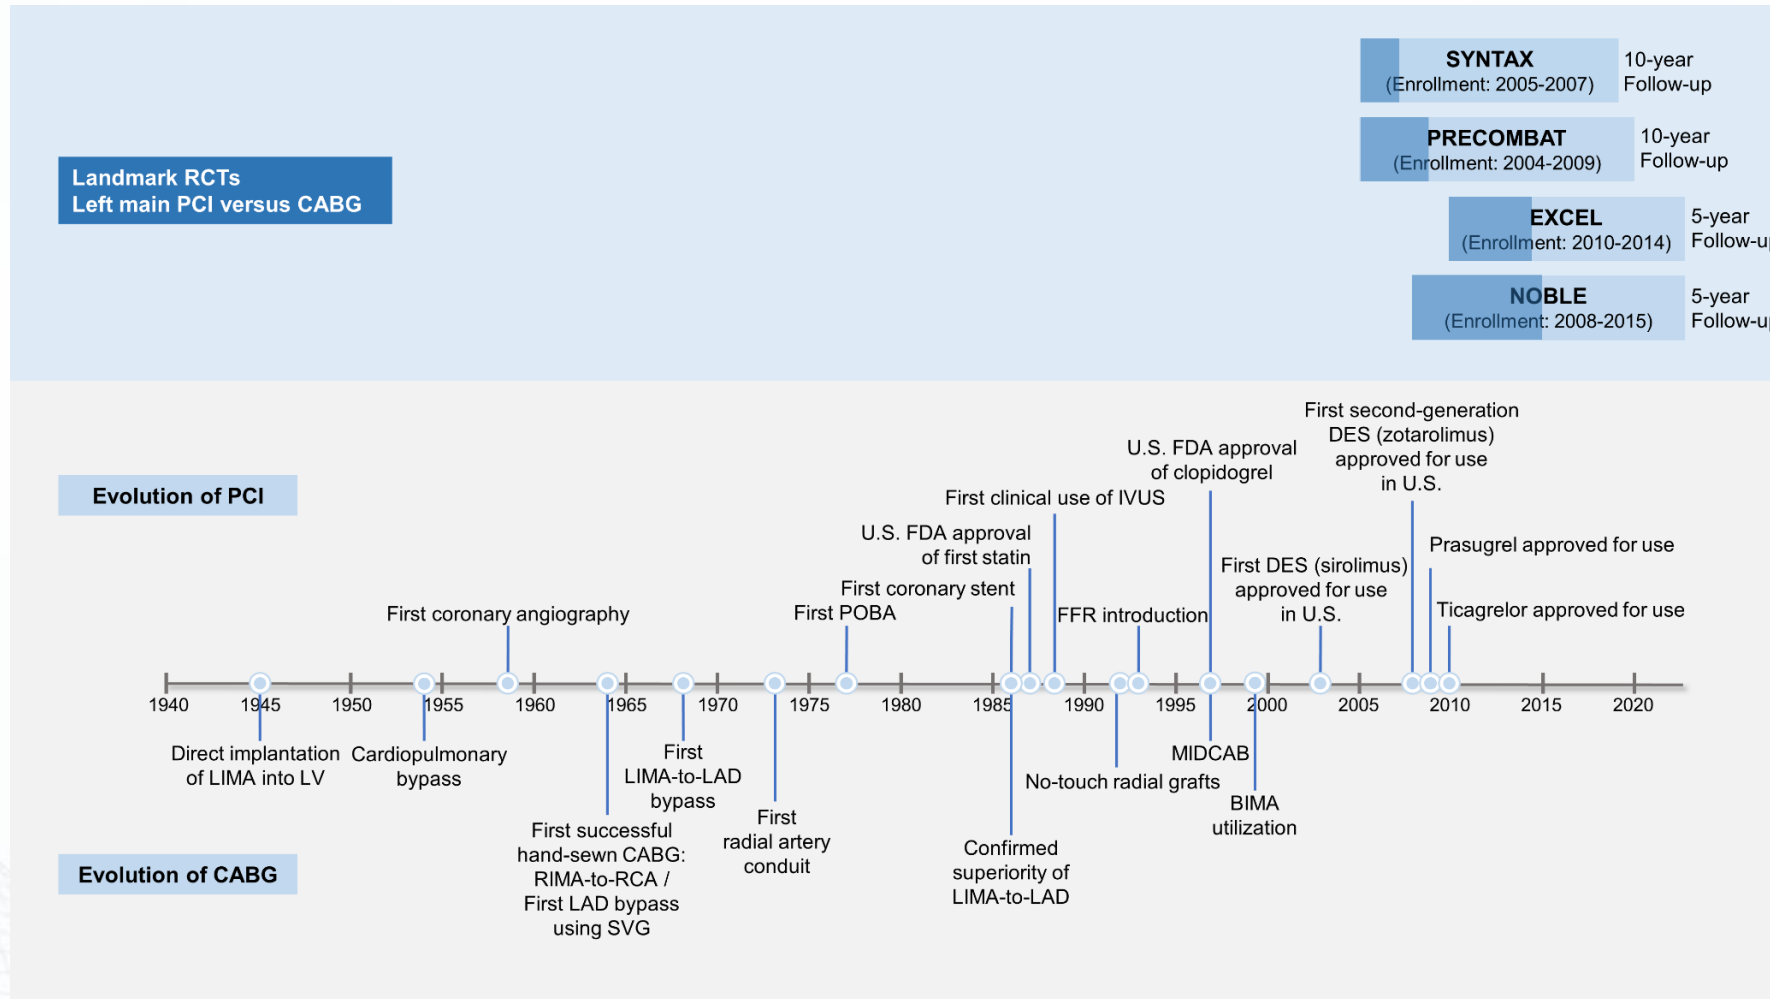 SYNTAX
(Enrollment: 2005-2007)
10-year
Follow-up
PRECOMBAT
(Enrollment: 2004-2009)
10-year
Follow-up
Landmark RCTs
Left main PCI versus CABG
EXCEL
(Enrollment: 2010-2014)
5-year
Follow-u
NOBLE
(Enrollment: 2008-2015)
5-year
Follow-u
Evolution of PCI
First coronary angiography
First POBA
First coronary stent
U.S. FDA approval
of first statin
First clinical use of IVUS
FFR introduction
U.S. FDA approval
of clopidogrel
First DES (sirolimus)
approved for use
in U.S.
First second-generation
DES (zotarolimus)
approved for use
in U.S.
Prasugrel approved for use
Ticagrelor approved for use
1940 1945 1950 1955 1960 1965 1970 1975 1980 1985 1990 1995 2000 2005 2010 2015 2020
Direct implantation
of LIMA into LV
Cardiopulmonary
bypass
First successful
hand-sewn CABG:
RIMA-to-RCA /
First LAD bypass
using SVG
First
LIMA-to-LAD
bypass
First
radial artery
conduit
Confirmed
superiority of
LIMA-to-LAD
No-touch radial grafts
MIDCAB
BIMA
utilization
Evolution of CABG